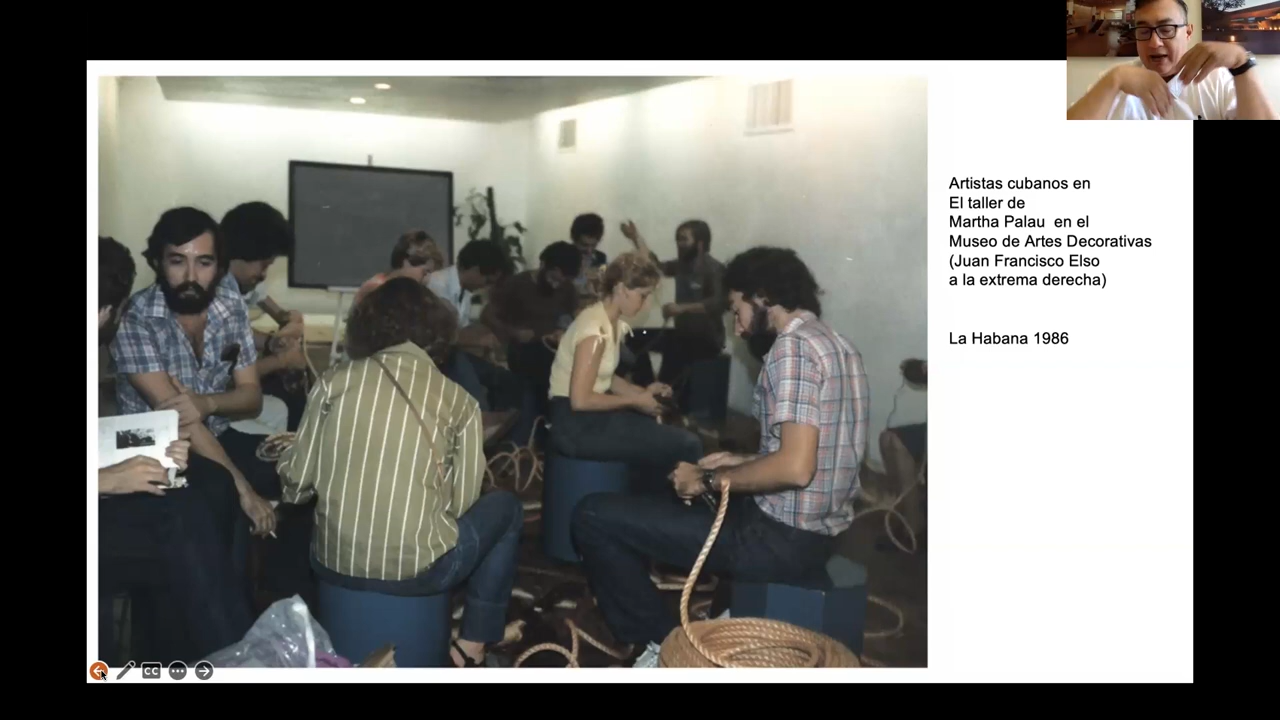 Artistas cubanos en
El taller de
Martha Palau  en el
Museo de Artes Decorativas
(Juan Francisco Elso
a la extrema derecha)
La Habana 1986
CC